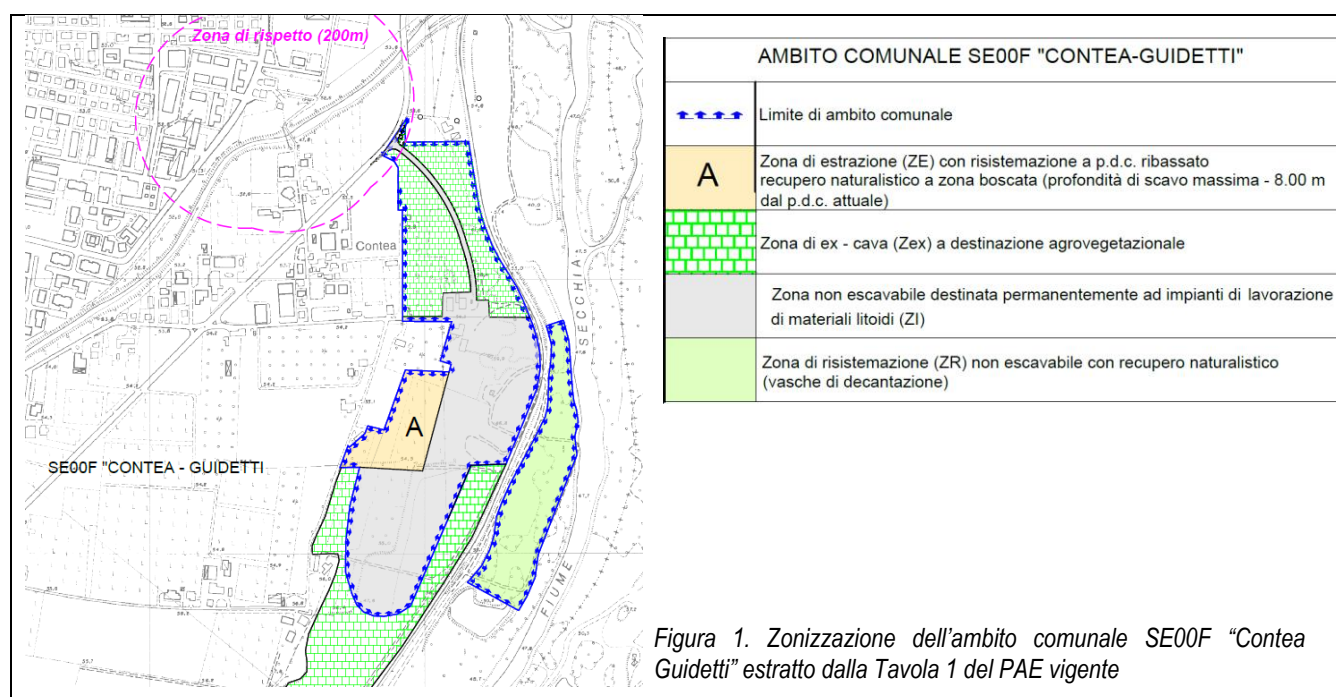 Zona di rispetto (200m)
Contea
SECCHIA
A
SE00F "CONTEA - GUIDETTI
FIUME
AMBITO COMUNALE SE00F "CONTEA-GUIDETTI"
Limite di ambito comunale
A
Zona di estrazione (ZE) con risistemazione a p.d.c. ribassato
recupero naturalistico a zona boscata (profondità di scavo massima - 8.00 m
dal p.d.c. attuale)
Zona di ex - cava (Zex) a destinazione agrovegetazionale
Zona non escavabile destinata permanentemente ad impianti di lavorazione
di materiali litoidi (ZI)
Zona di risistemazione (ZR) non escavabile con recupero naturalistico
(vasche di decantazione)
Figura 1. Zonizzazione dell'ambito comunale SE00F “Contea
Guidetti” estratto dalla Tavola 1 del PAE vigente